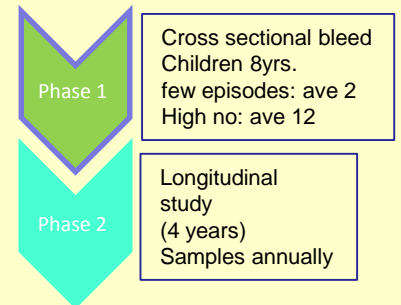 Phase 1
Cross sectional bleed
Children 8yrs.
few episodes: ave 2
High no: ave 12
Phase 2
Longitudinal
study
(4 years)
Samples annually